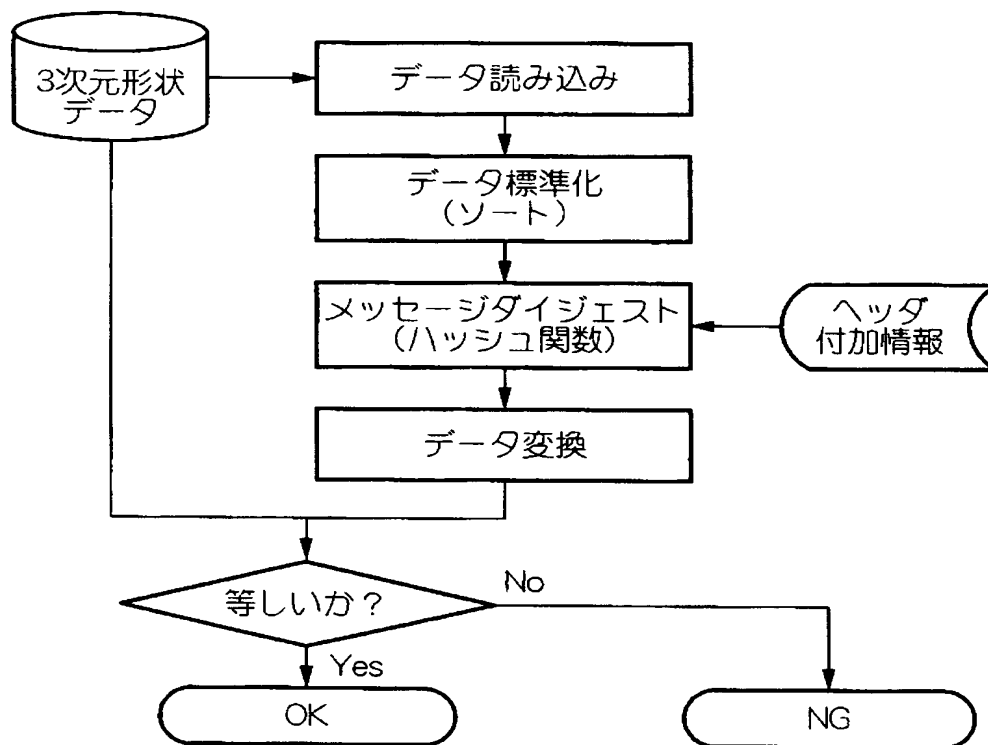 3次元形状
データ
データ読み込み
データ標準化
(ソート)
メッセージダイジェスト
(ハッシュ関数)
ヘッダ
付加情報
データ変換
等しいか？
No
Yes
OK
NG